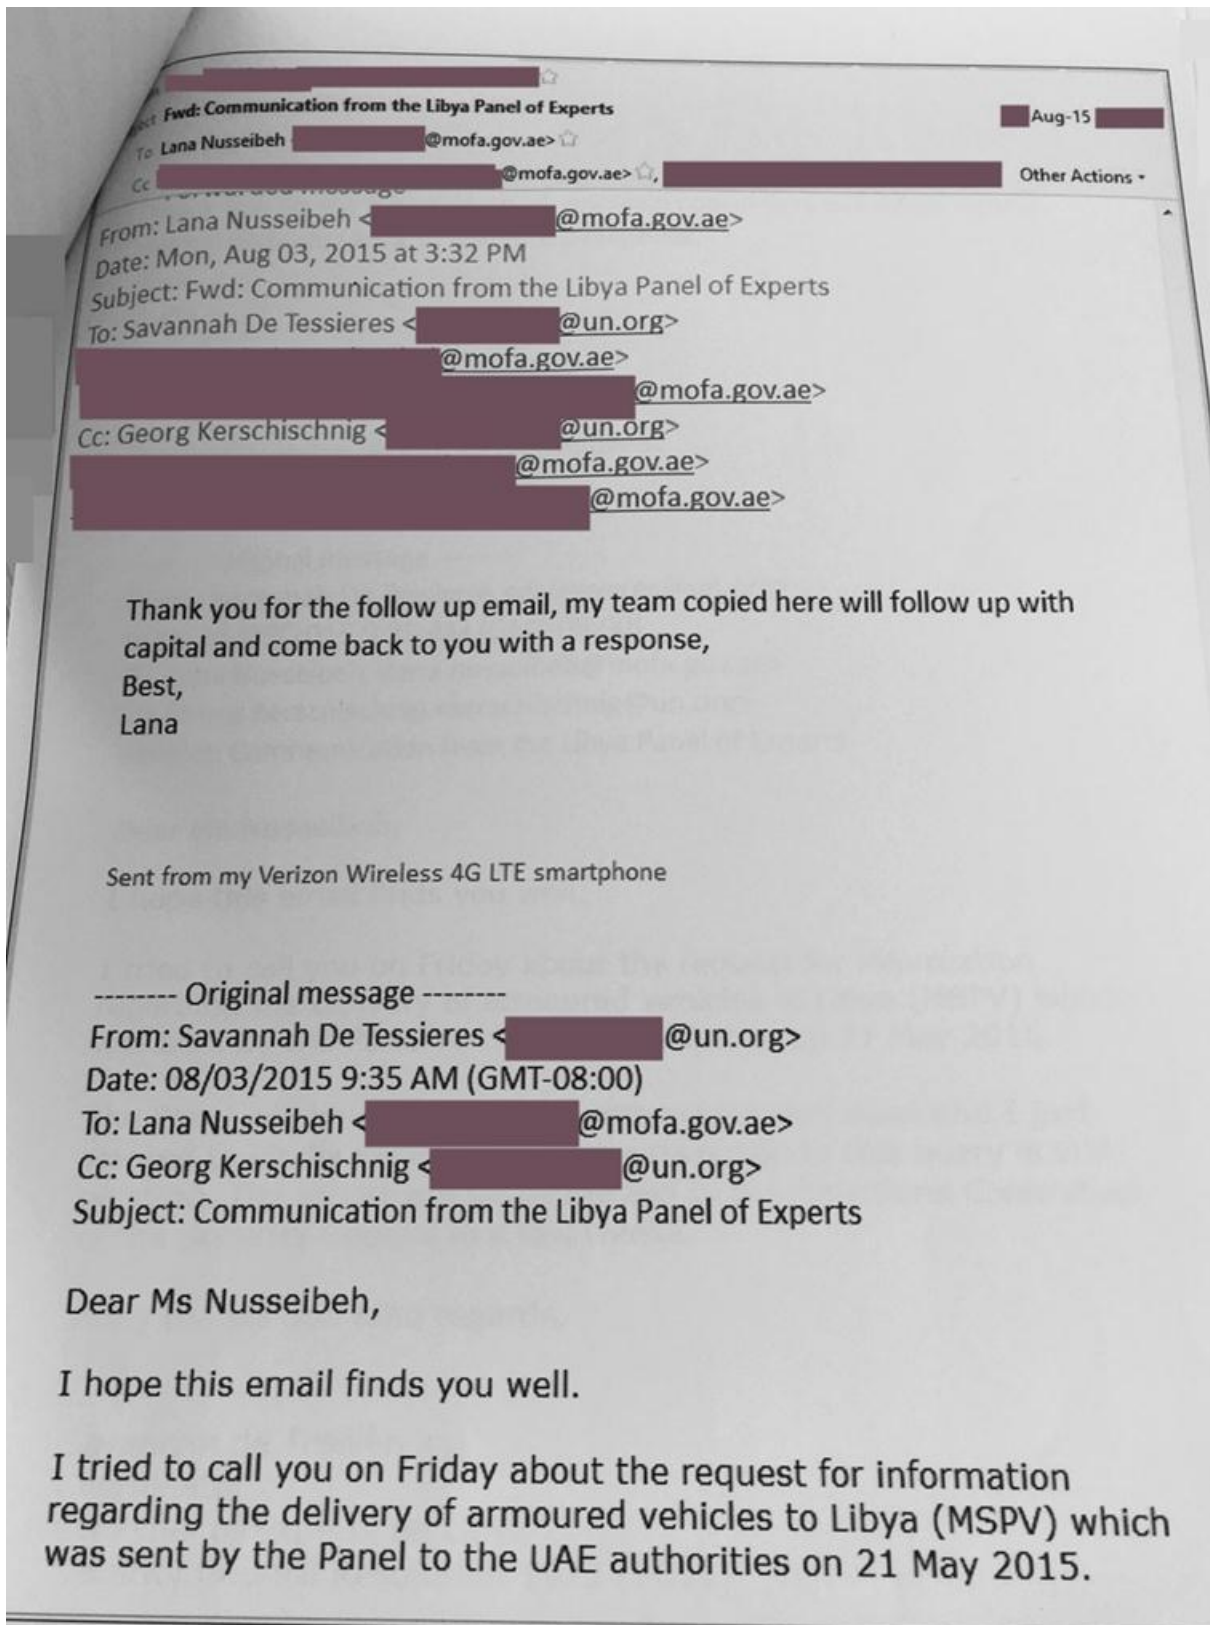 Fwd: Communication from the Libya Panel of Experts
Aug-15
To Lana Nusseibeh @mofa.gov.ae>
Cc @mofa.gov.ae>, Other Actions
From: Lana Nusseibeh < @mofa.gov.ae>
Date: Mon, Aug 03, 2015 at 3:32 PM
Subject: Fwd: Communication from the Libya Panel of Experts
To: Savannah De Tessieres < @un.org>
@mofa.gov.ae>
@mofa.gov.ae>
Cc: Georg Kerschischnig < @un.org>
@mofa.gov.ae>
@mofa.gov.ae>
Thank you for the follow up email, my team copied here will follow up with
capital and come back to you with a response,
Best,
Lana
Sent from my Verizon Wireless 4G LTE smartphone
-------- Original message --------
From: Savannah De Tessieres < @un.org>
Date: 08/03/2015 9:35 AM (GMT-08:00)
To: Lana Nusseibeh < @mofa.gov.ae>
Cc: Georg Kerschischnig < @un.org>
Subject: Communication from the Libya Panel of Experts
Dear Ms Nusseibeh,
I hope this email finds you well.
I tried to call you on Friday about the request for information
regarding the delivery of armoured vehicles to Libya (MSPV) which
was sent by the Panel to the UAE authorities on 21 May 2015.